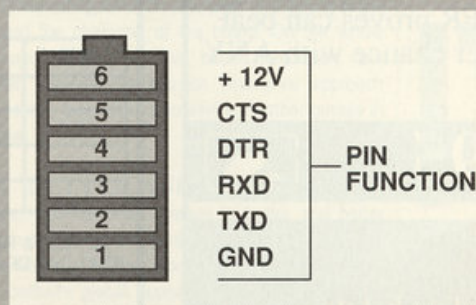 6 + 12V
5 CTS
4 DTR
3 RXD
2 TXD
1 GND
PIN
FUNCTION